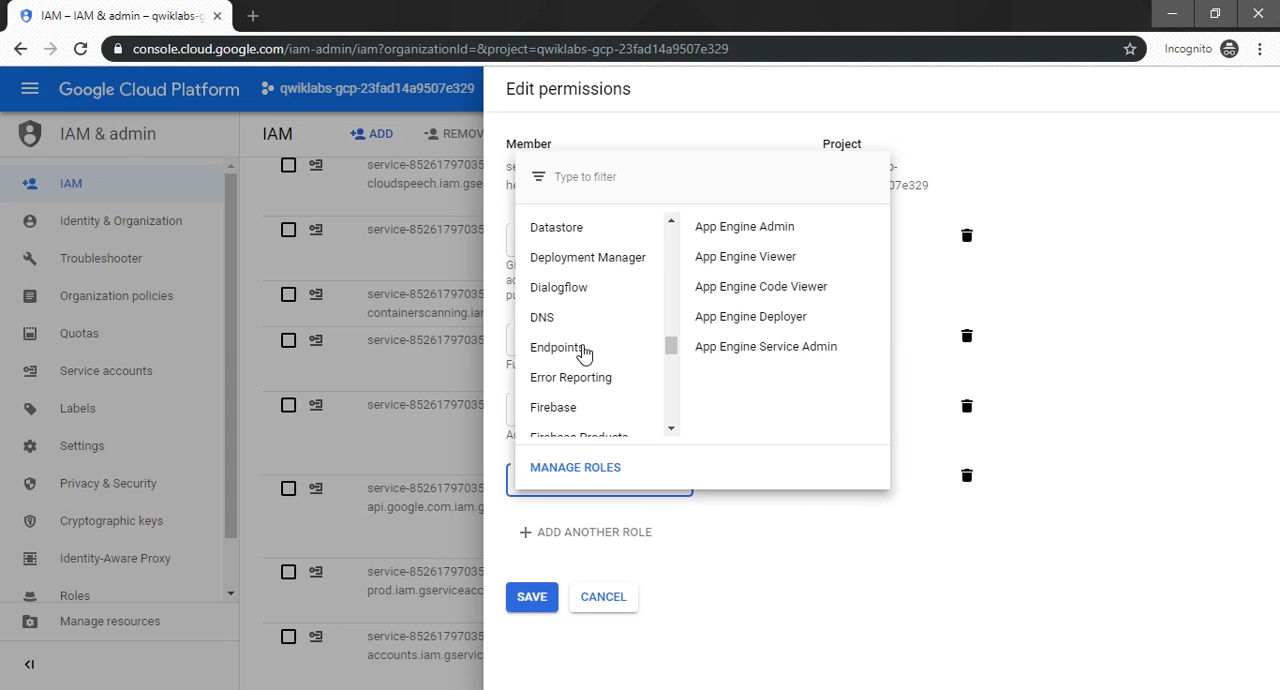 IAM – IAM & admin – qwiklabs-g
console.cloud.google.com/iam-admin/iam?organizationId=&project=qwiklabs-gcp-23fad14a9507e329
Incognito
Google Cloud Platform
qwiklabs-gcp-23fad14a9507e329
Edit permissions
IAM & admin
IAM
ADD
REMOV
Member
Project
IAM
Identity & Organization
Troubleshooter
Organization policies
Quotas
Service accounts
Labels
Settings
Privacy & Security
Cryptographic keys
Identity-Aware Proxy
Roles
Manage resources
service-85261797035
cloudspeech.iam.gse
service-85261797035
service-85261797035
containerscanning.iar
service-85261797035
service-85261797035
service-85261797035
api.google.com.iam.g
service-85261797035
prod.iam.gserviceacc
service-85261797035
accounts.iam.gservic
07e329
Type to filter
Datastore
Deployment Manager
Dialogflow
DNS
Endpoints
Error Reporting
Firebase
Firebase Products
App Engine Admin
App Engine Viewer
App Engine Code Viewer
App Engine Deployer
App Engine Service Admin
MANAGE ROLES
ADD ANOTHER ROLE
SAVE
CANCEL